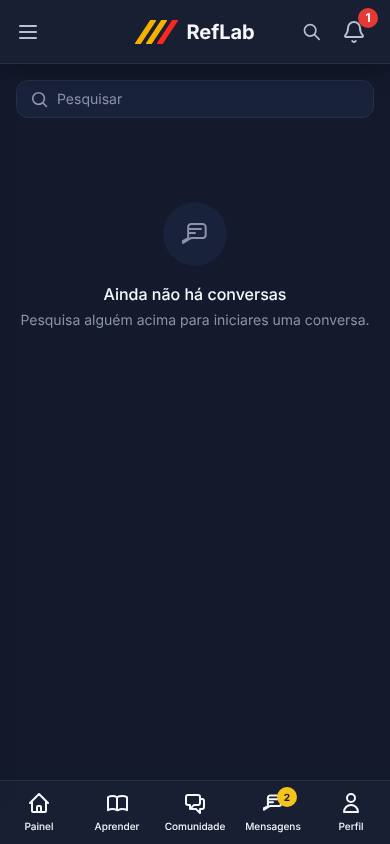 RefLab
1
Pesquisar
Ainda não há conversas
Pesquisa alguém acima para iniciares uma conversa.
2
Painel
Aprender
Comunidade
Mensagens
Perfil